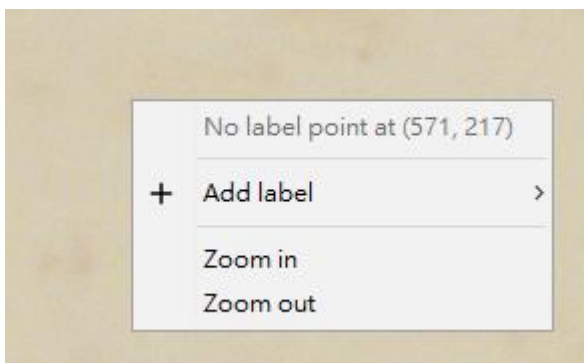 No label point at (571, 217)
Add label
Zoom in
Zoom out